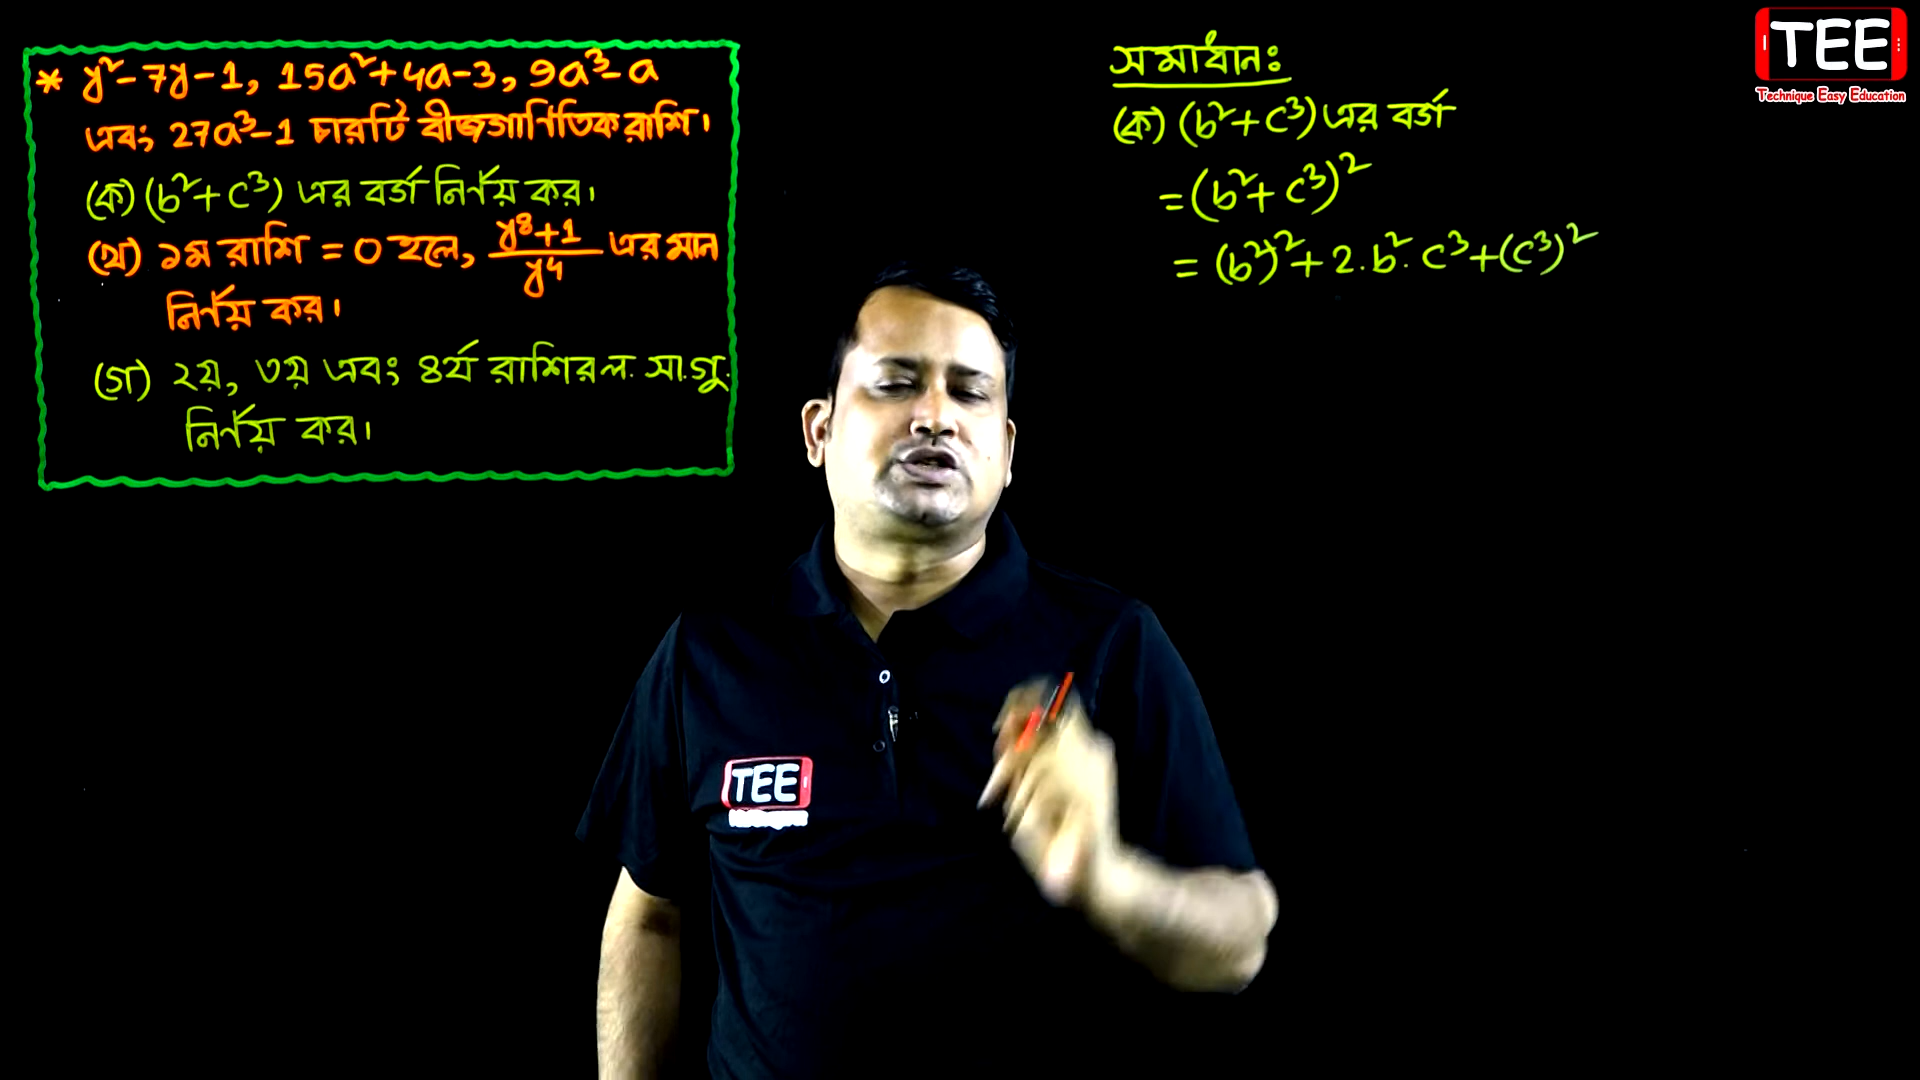 * y²-7y-1, 15a²+4a-3, 9a³-a
এবং 27a³-1 চারটি বীজগাণিতিক রাশি।
(ক) (b²+c³) এর বর্গ নির্ণয় কর।
(খ) ১ম রাশি = 0 হলে, y⁸+1/y⁴ এর মান
নির্ণয় কর।
(গ) ২য়, ৩য় এবং ৪র্থ রাশির ল. সা.গু.
নির্ণয় কর।
সমাধানঃ
(ক) (b²+c³) এর বর্গ
= (b²+c³)²
= (b²)²+2.b².c³+(c³)²
TEE
Technique Easy Education
TEE